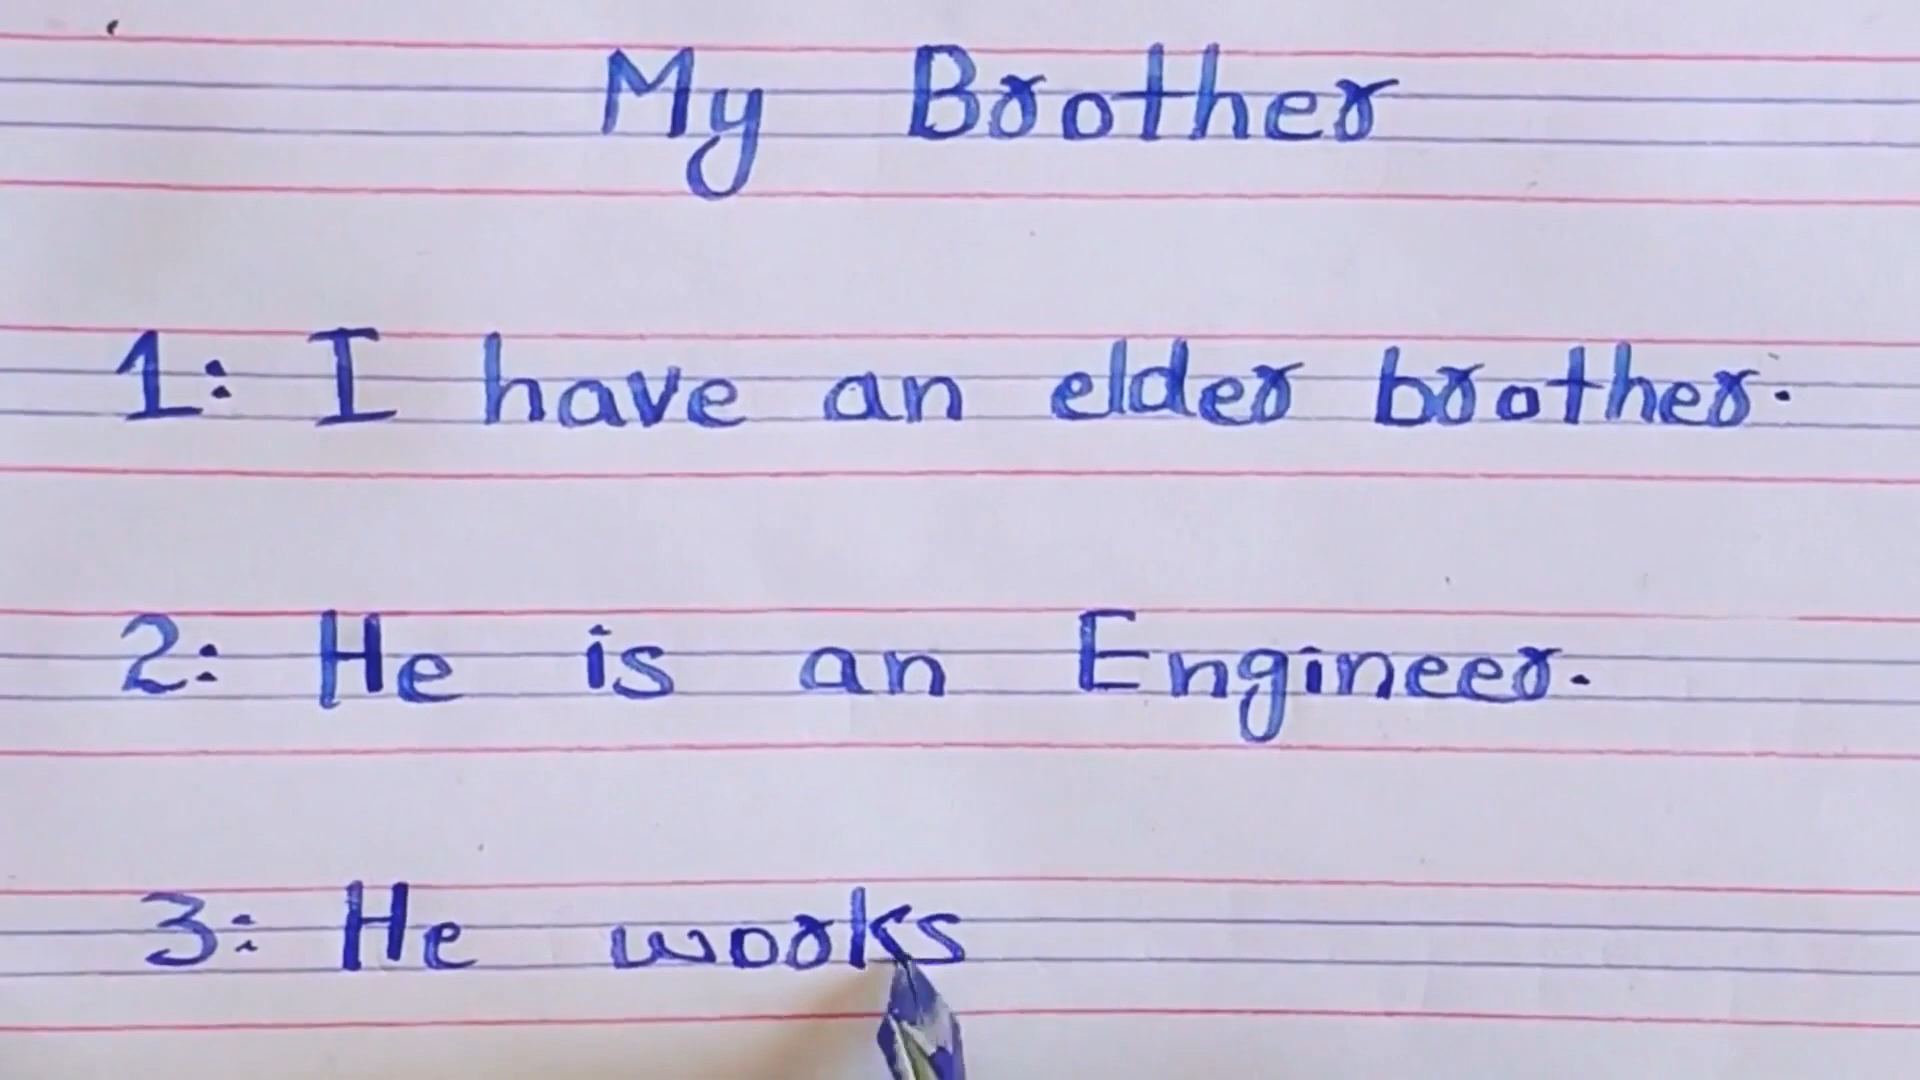 My Brother
1: I have an elder brother.
2: He is an Engineer.
3: He works